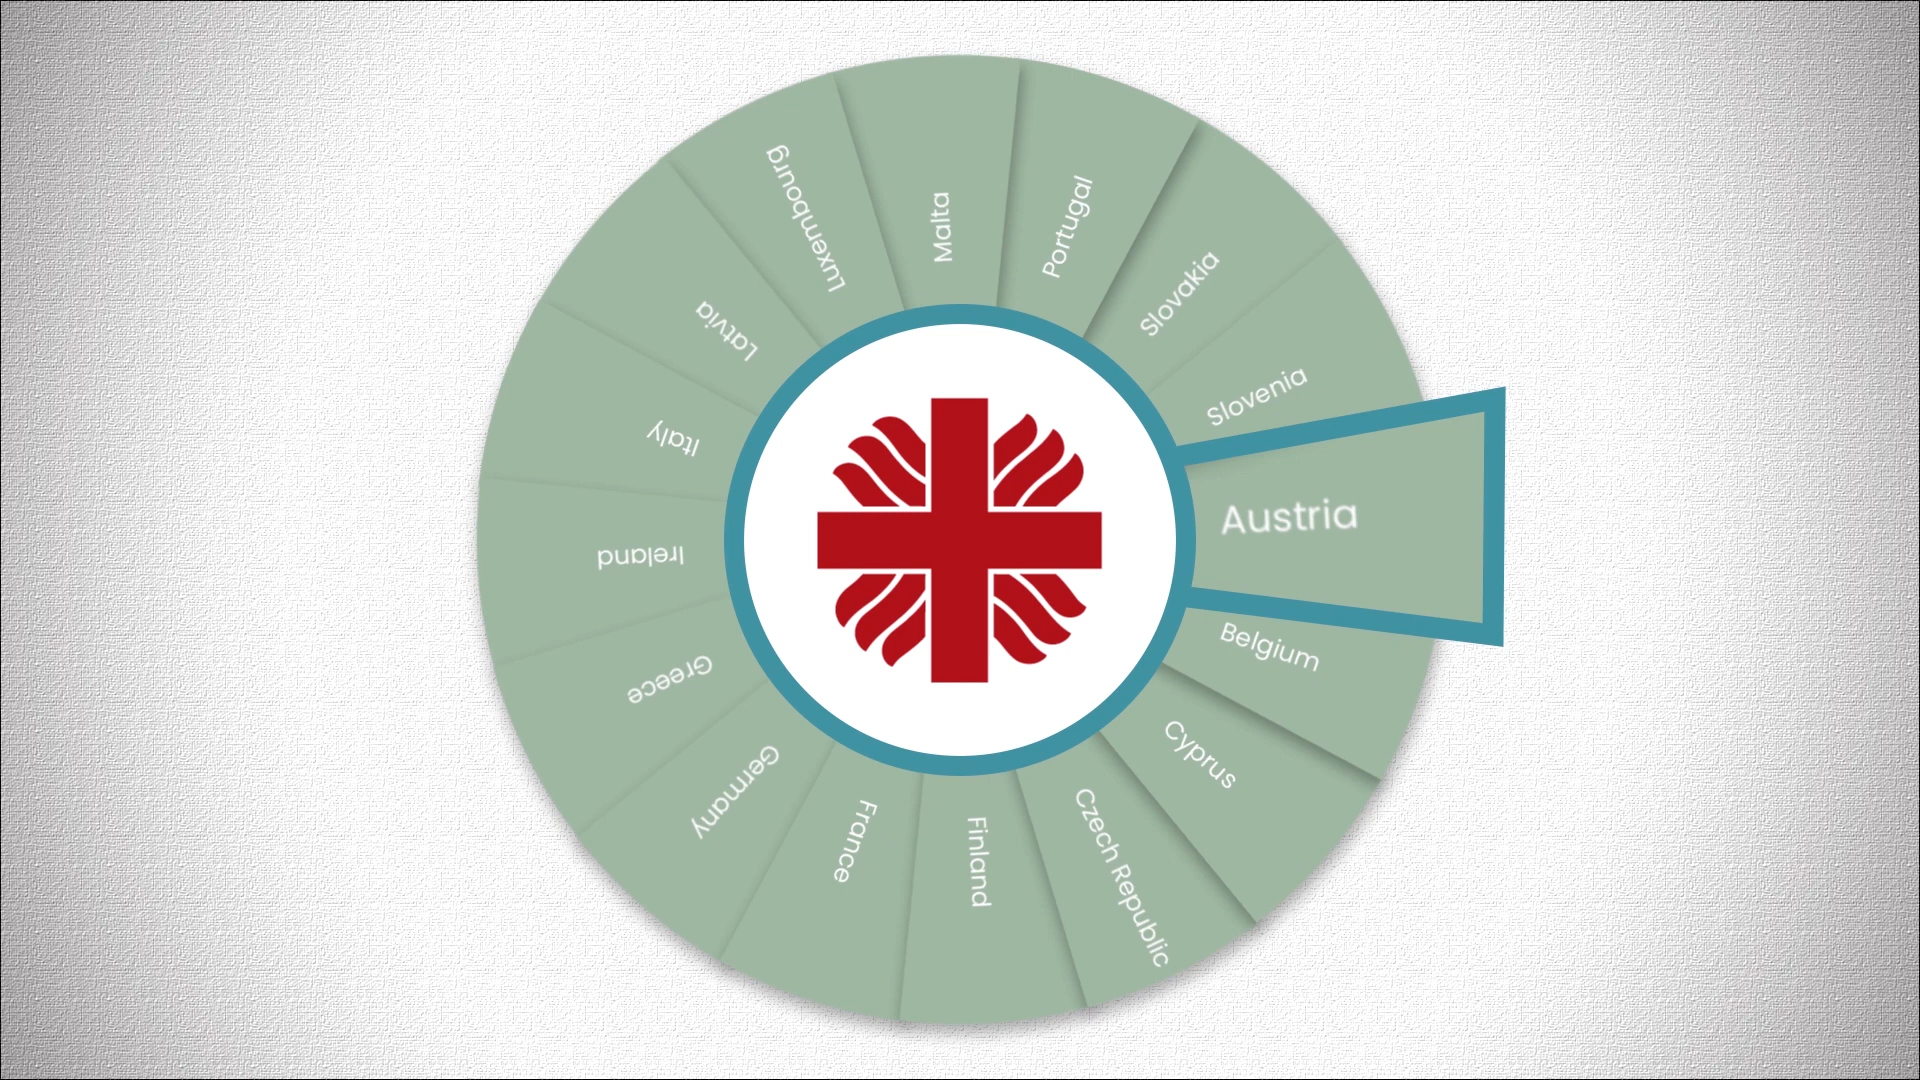 Austria
Belgium
Cyprus
Czech Republic
Finland
France
Germany
Greece
Ireland
Italy
Latvia
Luxembourg
Malta
Portugal
Slovakia
Slovenia